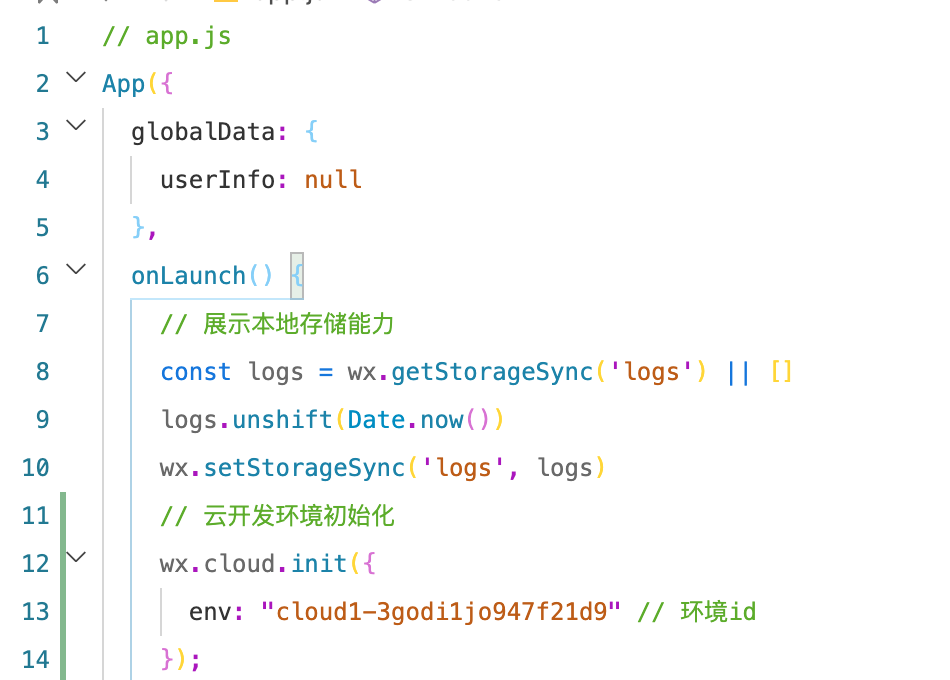 1 // app.js
2 App({
3 globalData: {
4 userInfo: null
5 },
6 onLaunch() {
7 // 展示本地存储能力
8 const logs = wx.getStorageSync('logs') || []
9 logs.unshift(Date.now())
10 wx.setStorageSync('logs', logs)
11 // 云开发环境初始化
12 wx.cloud.init({
13 env: "cloud1-3godi1jo947f21d9" // 环境id
14 });